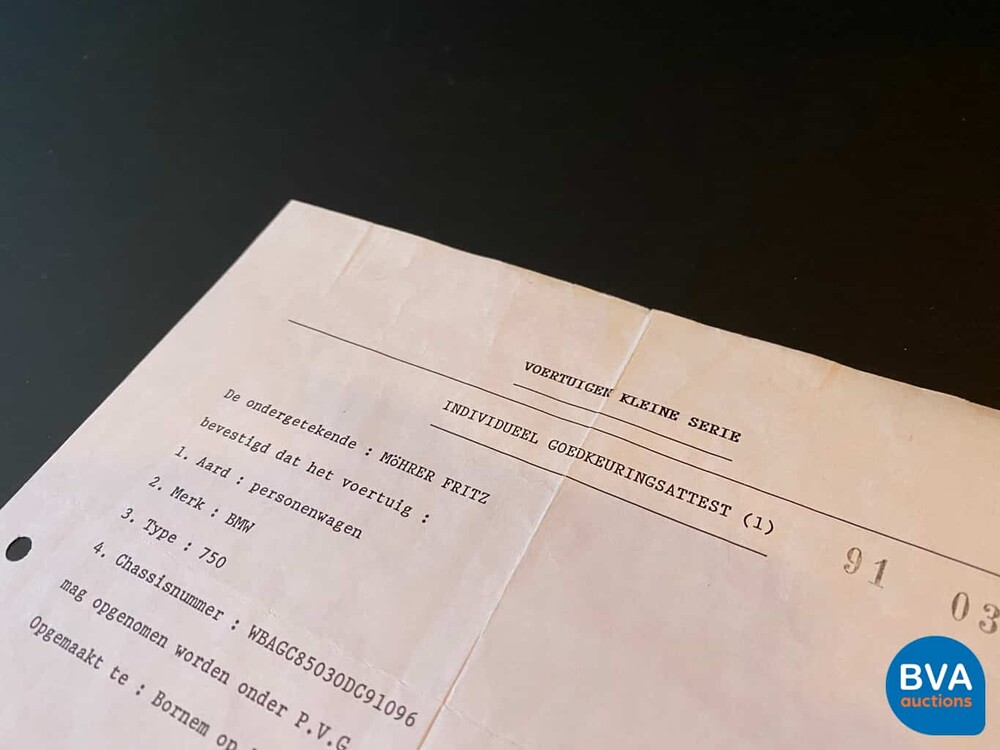 VOERTUIGEN KLEINE SERIE
INDIVIDUEEL GOEDKEURINGSATTEST (1)
91 03
De ondergetekende : MöHRER FRITZ
bevestigd dat het voertuig :
1. Aard : personenwagen
2. Merk : BMW
3. Type : 750
4. Chassisnummer : WBAGC85030DC91096
mag opgenomen worden onder P.V.G
Opgemaakt te : Bornem op
BVA
auctions